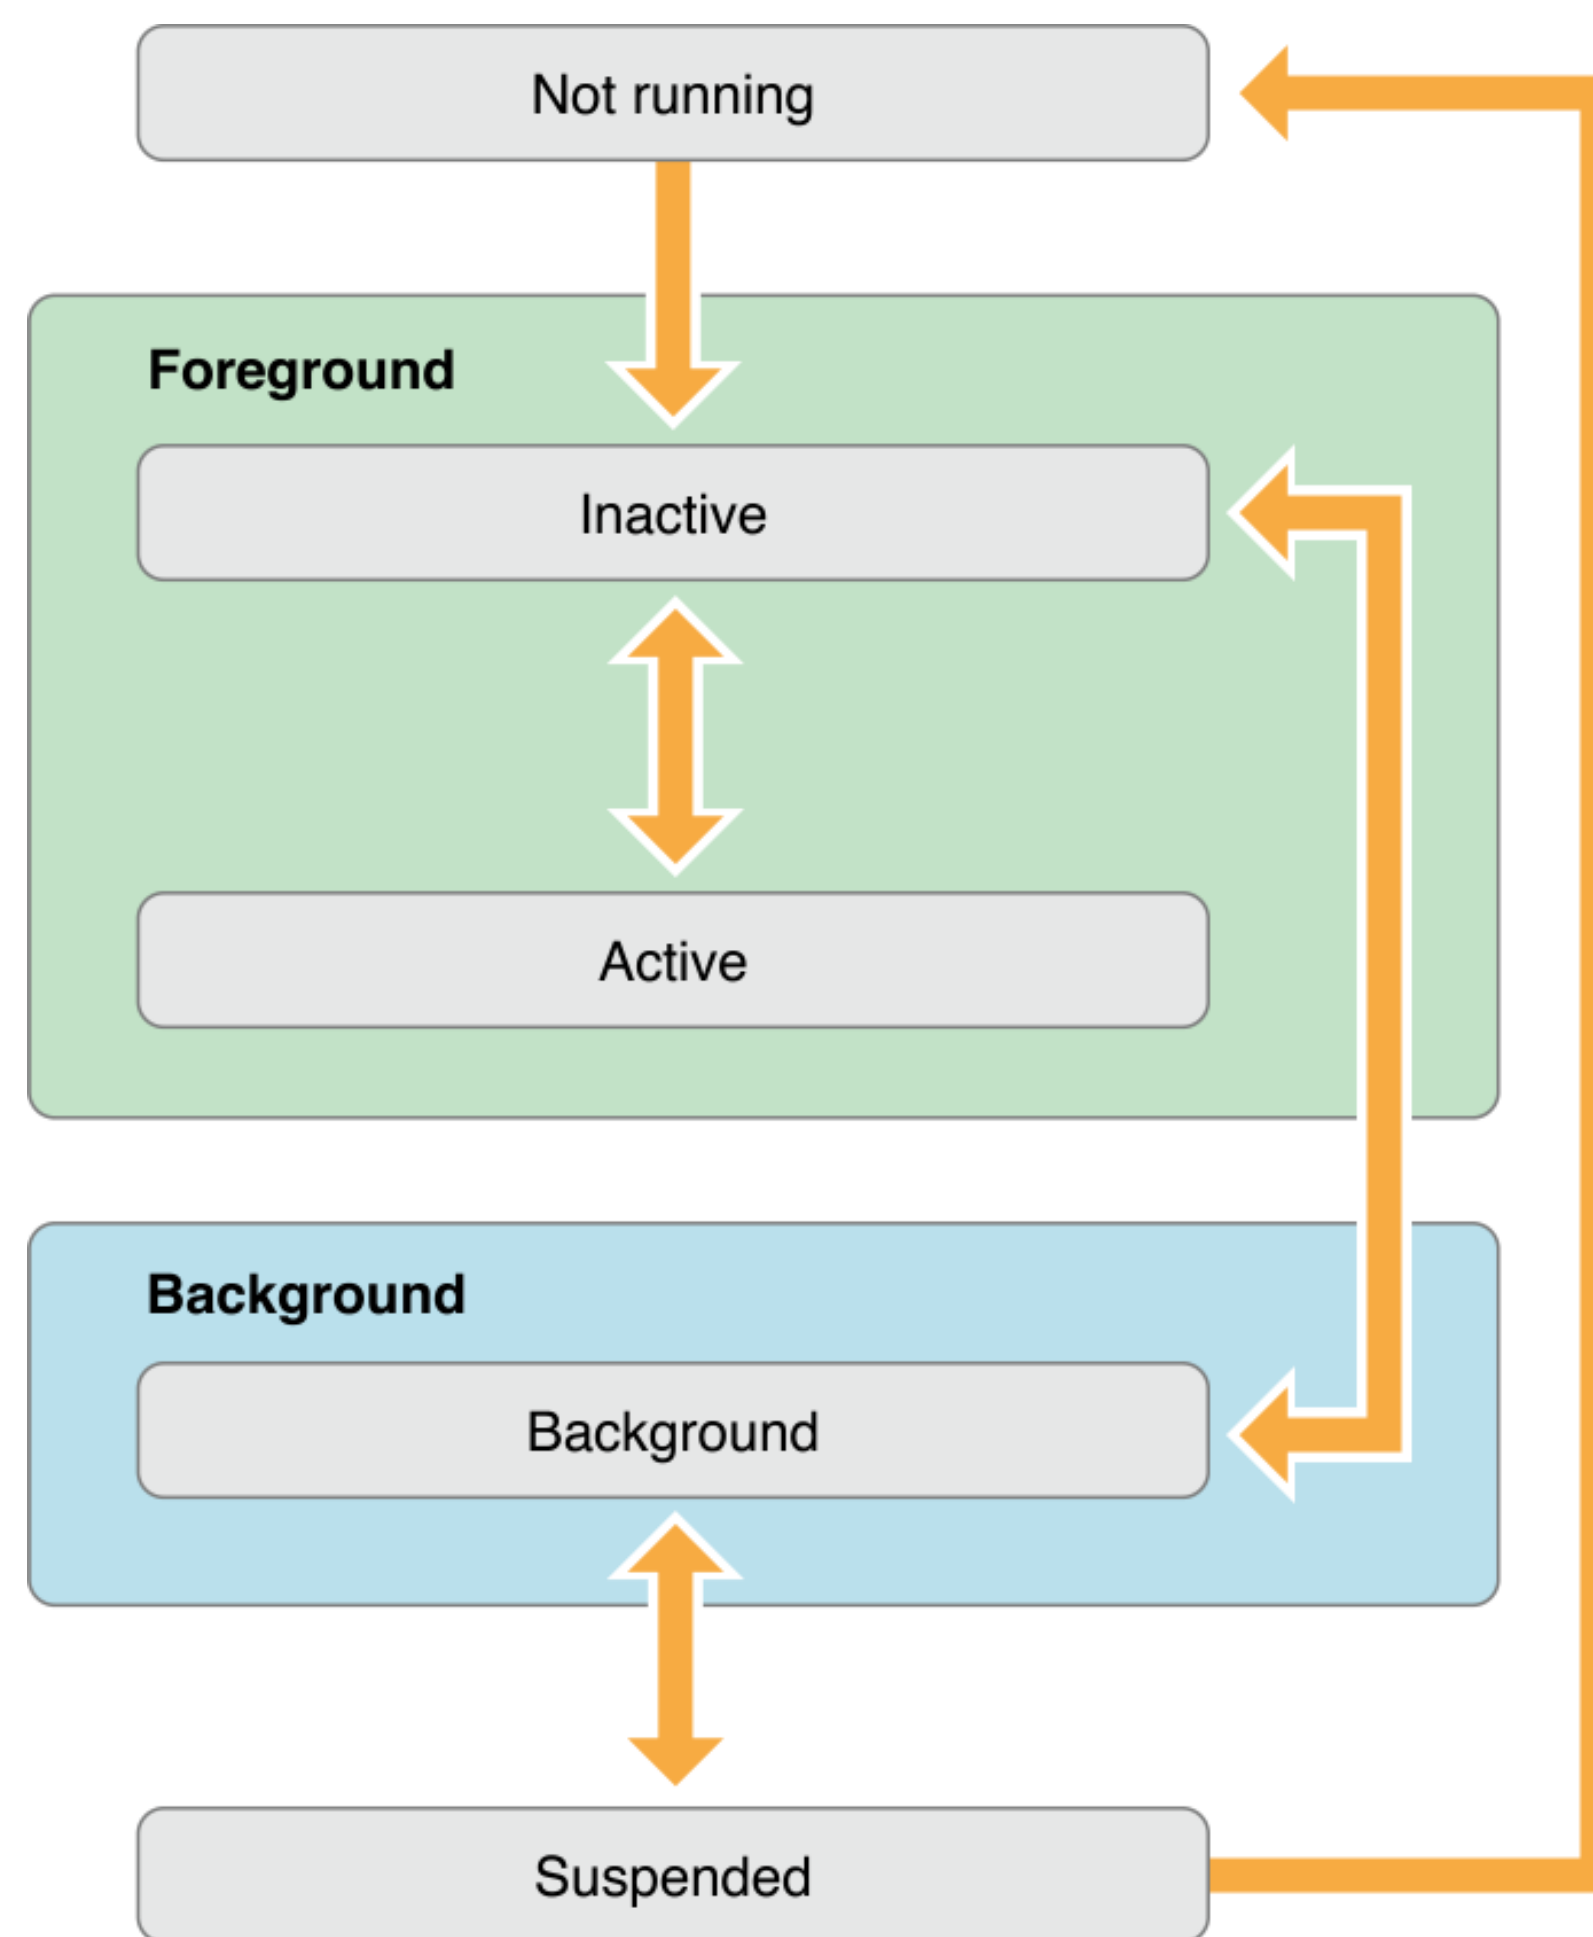 Not running
Foreground
Inactive
Active
Background
Background
Suspended